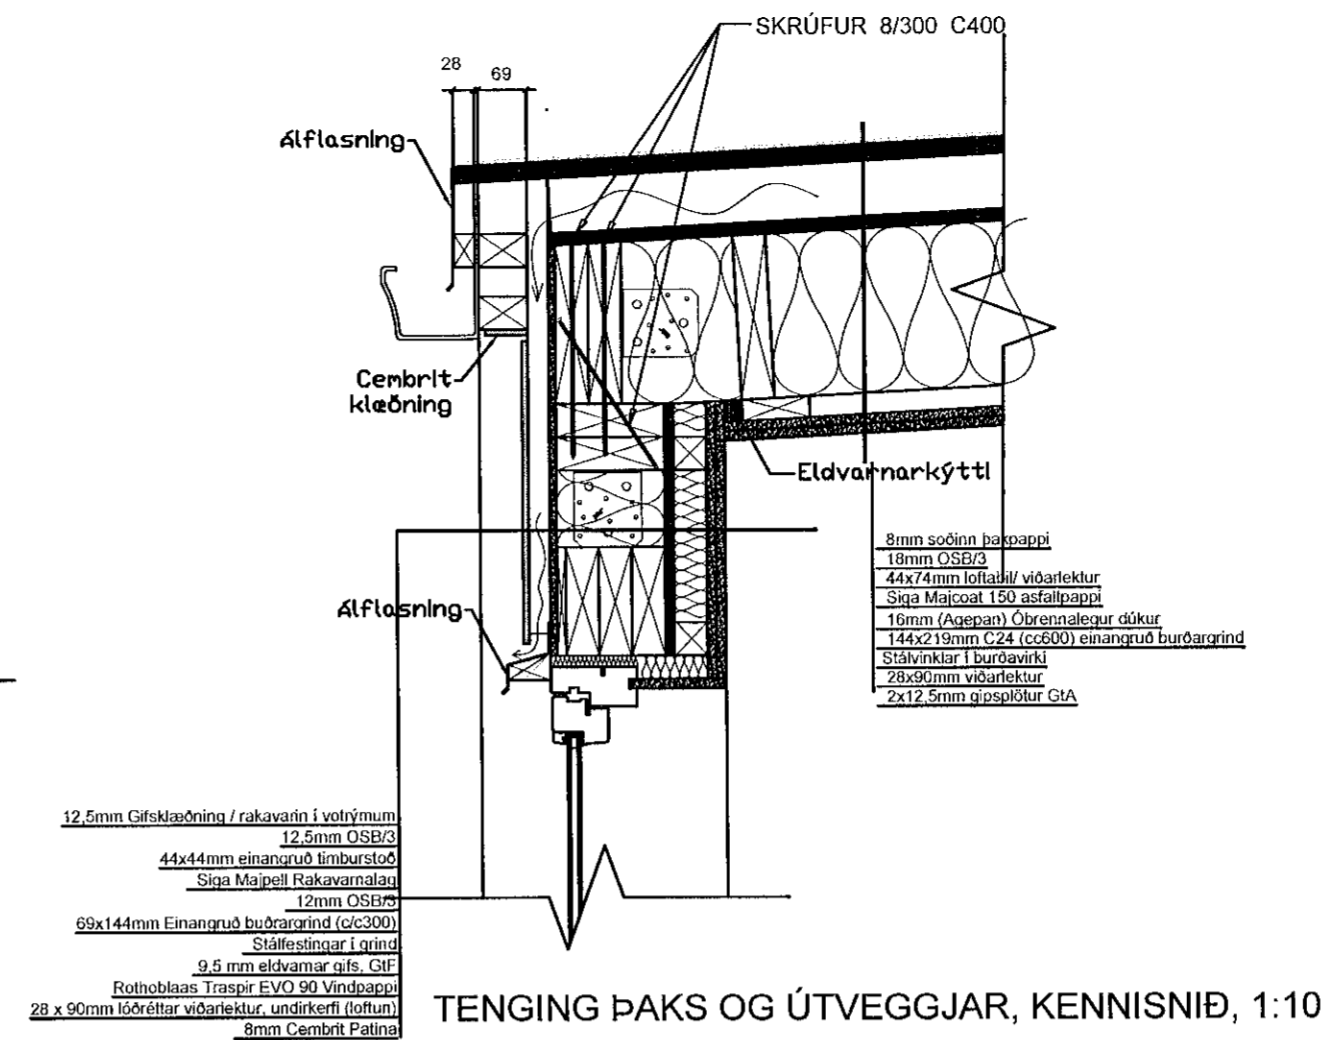 SKRÚFUR 8/300 C400
28
69
Álflasning
Cembrit
klæðning
Eldvarnarkýtti
8mm soðinn þakpappi
18mm OSB/3
44x74mm loftabil/ viðarlektur
Siga Majcoat 150 asfaltpappi
16mm (Agepan) Óbrennalegur dúkur
144x219mm C24 (cc600) einangruð burðargrind
Stálvinklar í burðavirki
28x90mm viðarlektur
2x12,5mm gipsplötur GtA
Álflasning
12,5mm Gifsklæðning / rakavarin í votrýmum
12,5mm OSB/3
44x44mm einangruð timburstoð
Siga Majpell Rakavarnalag
12mm OSB/3
69x144mm Einangruð buðrargrind (c/c300)
Stálfestingar í grind
9,5 mm eldvarnar gifs, GtF
Rothoblaas Traspir EVO 90 Vindpappi
28 x 90mm lóðréttar viðarlektur, undirkerfi (loftun)
8mm Cembrit Patina
TENGING ÞAKS OG ÚTVEGGJAR, KENNISNIÐ, 1:10